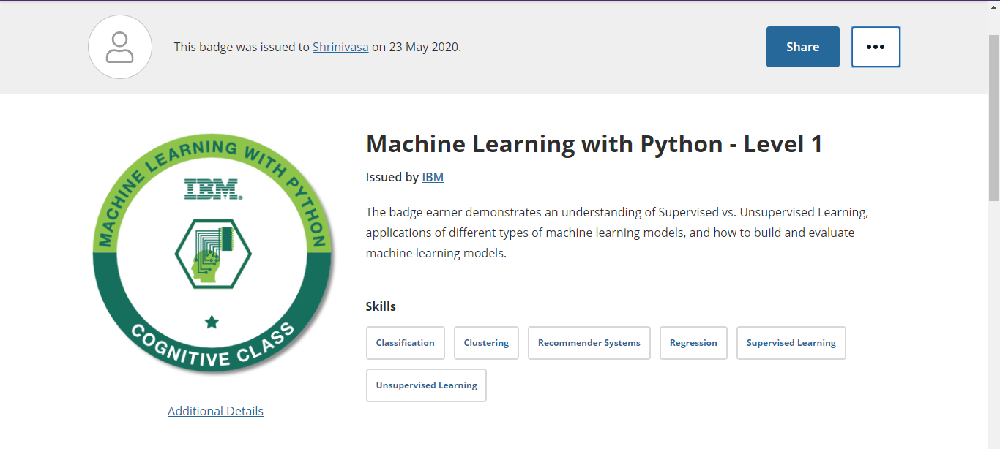 This badge was issued to Shrinivasa on 23 May 2020.
Share
MACHINE LEARNING WITH PYTHON
IBM®
COGNITIVE CLASS
Additional Details
Machine Learning with Python - Level 1
Issued by IBM
The badge earner demonstrates an understanding of Supervised vs. Unsupervised Learning,
applications of different types of machine learning models, and how to build and evaluate
machine learning models.
Skills
Classification
Clustering
Recommender Systems
Regression
Supervised Learning
Unsupervised Learning